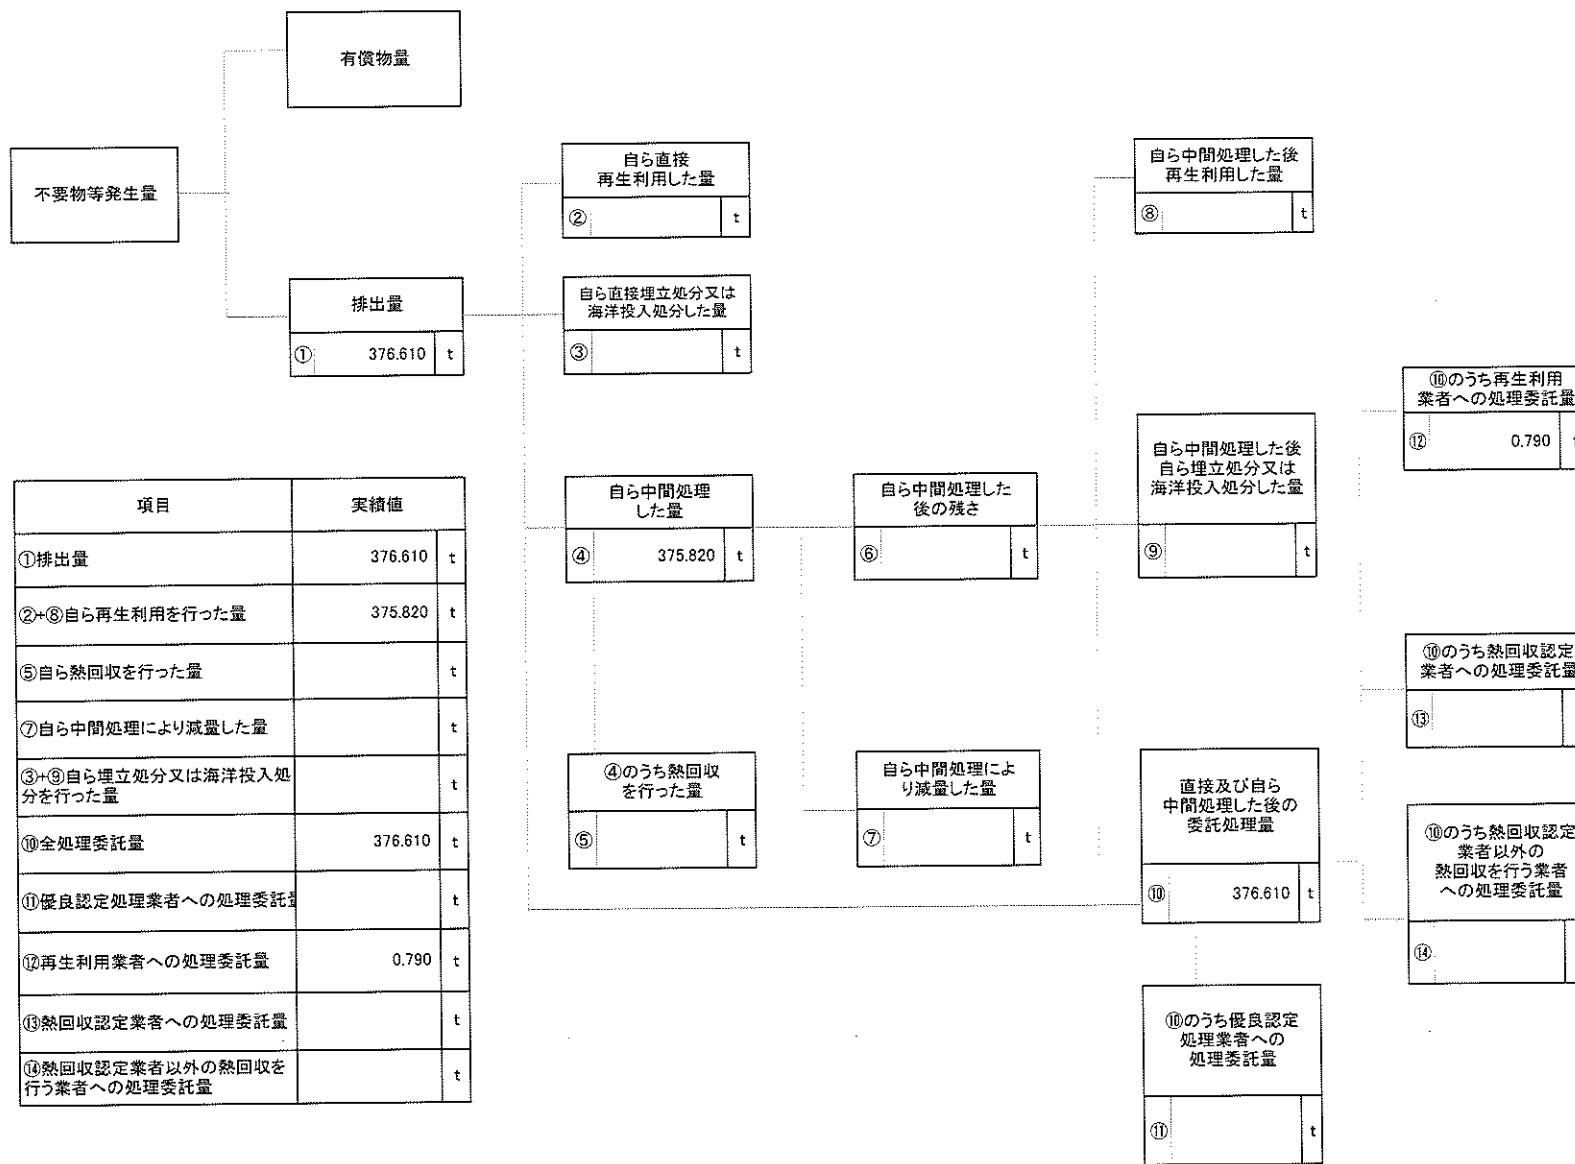 有償物量
不要物等発生量
排出量
① 376.610 t
自ら直接
再生利用した量
② t
自ら直接埋立処分又は
海洋投入処分した量
③ t
自ら中間処理
した量
④ 375.820 t
④のうち熱回収
を行った量
⑤ t
自ら中間処理した
後の残さ
⑥ t
自ら中間処理によ
り減量した量
⑦ t
自ら中間処理した後
再生利用した量
⑧ t
自ら中間処理した後
自ら埋立処分又は
海洋投入処分した量
⑨ t
直接及び自ら
中間処理した後の
委託処理量
⑩ 376.610 t
⑩のうち優良認定
処理業者への
処理委託量
⑪ t
⑩のうち再生利用
業者への処理委託量
⑫ 0.790 t
⑩のうち熱回収認定
業者への処理委託量
⑬
⑩のうち熱回収認定
業者以外の
熱回収を行う業者
への処理委託量
⑭
項目 実績値
①排出量 376.610 t
②+⑧自ら再生利用を行った量 375.820 t
⑤自ら熱回収を行った量 t
⑦自ら中間処理により減量した量 t
③+⑨自ら埋立処分又は海洋投入処
分を行った量 t
⑩全処理委託量 376.610 t
⑪優良認定処理業者への処理委託量 t
⑫再生利用業者への処理委託量 0.790 t
⑬熱回収認定業者への処理委託量 t
⑭熱回収認定業者以外の熱回収を
行う業者への処理委託量 t